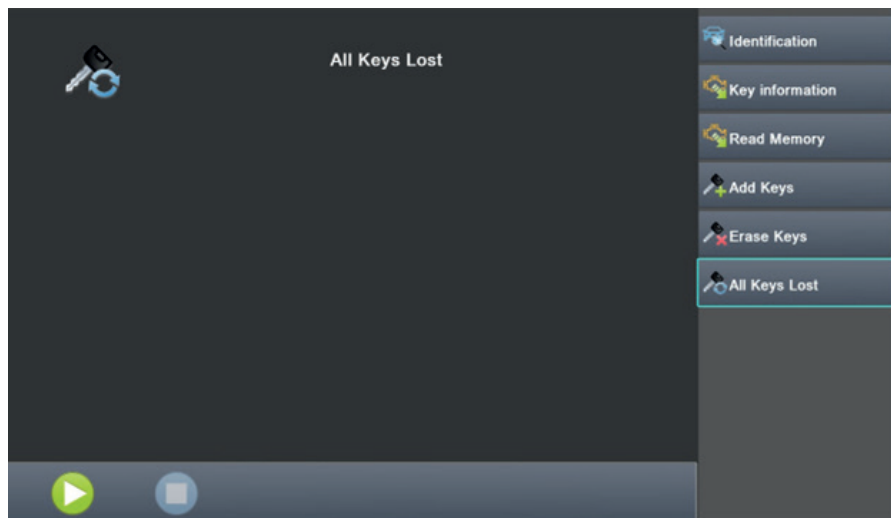 All Keys Lost
Identification
Key information
Read Memory
Add Keys
Erase Keys
All Keys Lost